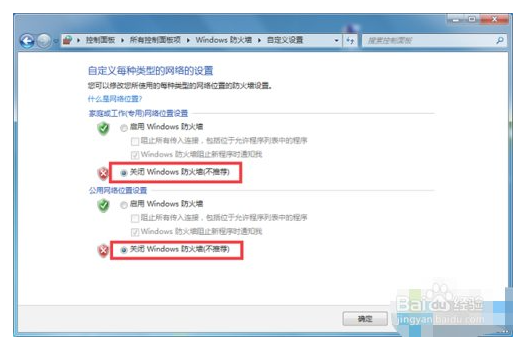 控制面板 ▸ 所有控制面板项 ▸ Windows 防火墙 ▸ 自定义设置
搜索控制面板
自定义每种类型的网络的设置
您可以修改您所使用的每种类型的网络位置的防火墙设置。
什么是网络位置?
家庭或工作(专用)网络位置设置
启用 Windows 防火墙
阻止所有传入连接，包括位于允许程序列表中的程序
Windows 防火墙阻止新程序时通知我
关闭 Windows 防火墙(不推荐)
公用网络位置设置
启用 Windows 防火墙
阻止所有传入连接，包括位于允许程序列表中的程序
Windows 防火墙阻止新程序时通知我
关闭 Windows 防火墙(不推荐)
确定
Baidu 经验
jingyan.baidu.com